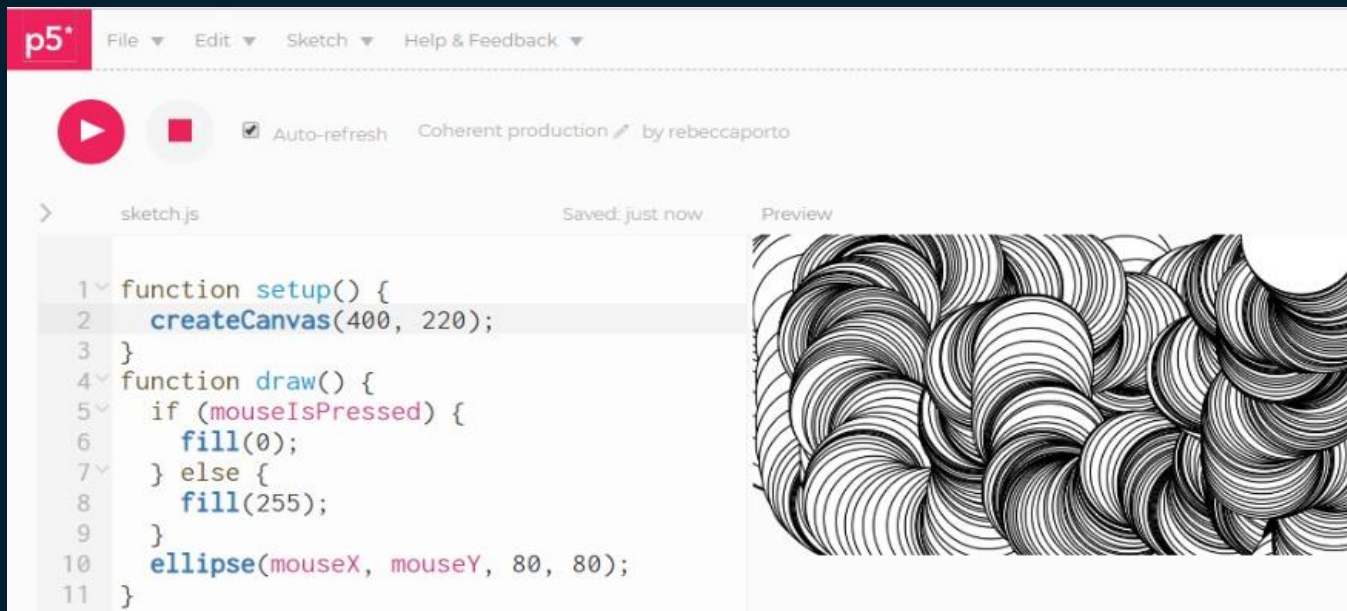 p5* File Edit Sketch Help & Feedback
Auto-refresh Coherent production by rebeccaporto
sketch.js Saved: just now Preview
1 function setup() {
2 createCanvas(400, 220);
3 }
4 function draw() {
5 if (mouseIsPressed) {
6 fill(0);
7 } else {
8 fill(255);
9 }
10 ellipse(mouseX, mouseY, 80, 80);
11 }